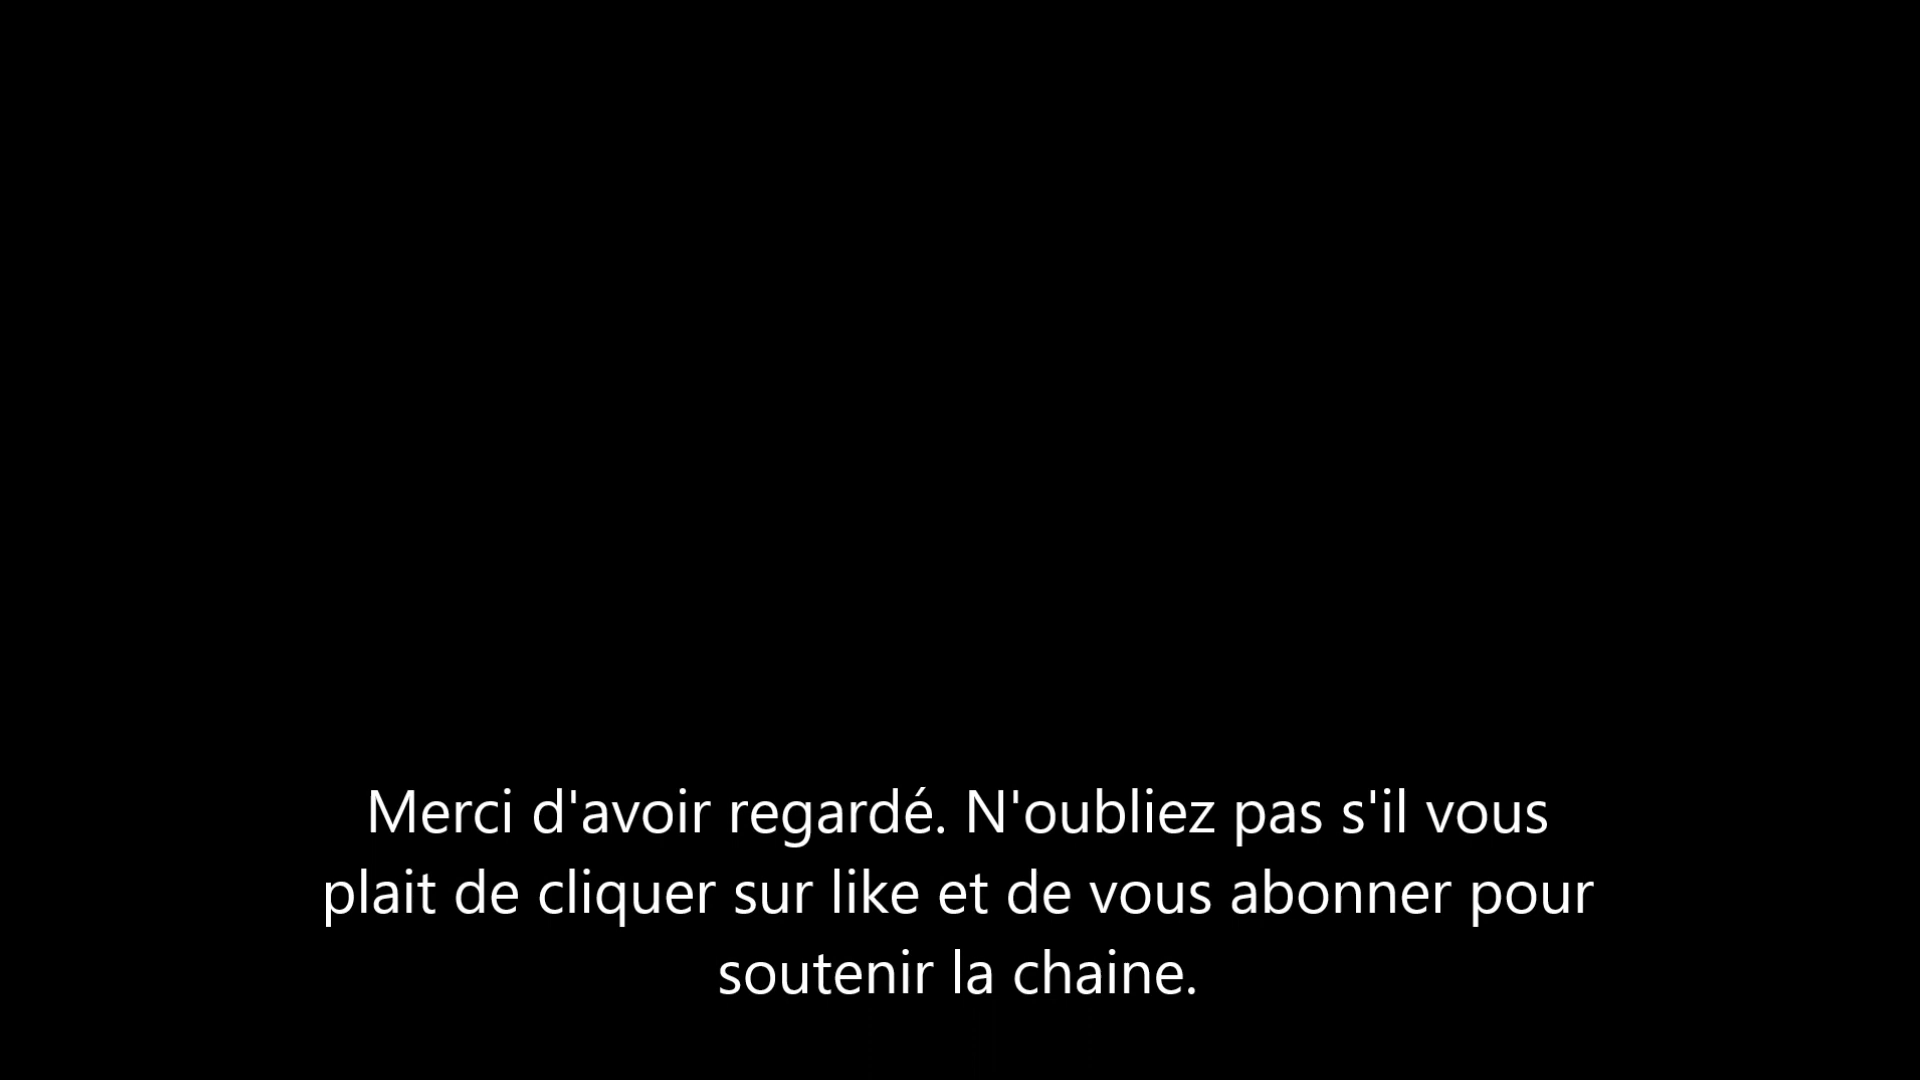 Merci d'avoir regardé. N'oubliez pas s'il vous
plait de cliquer sur like et de vous abonner pour
soutenir la chaine.